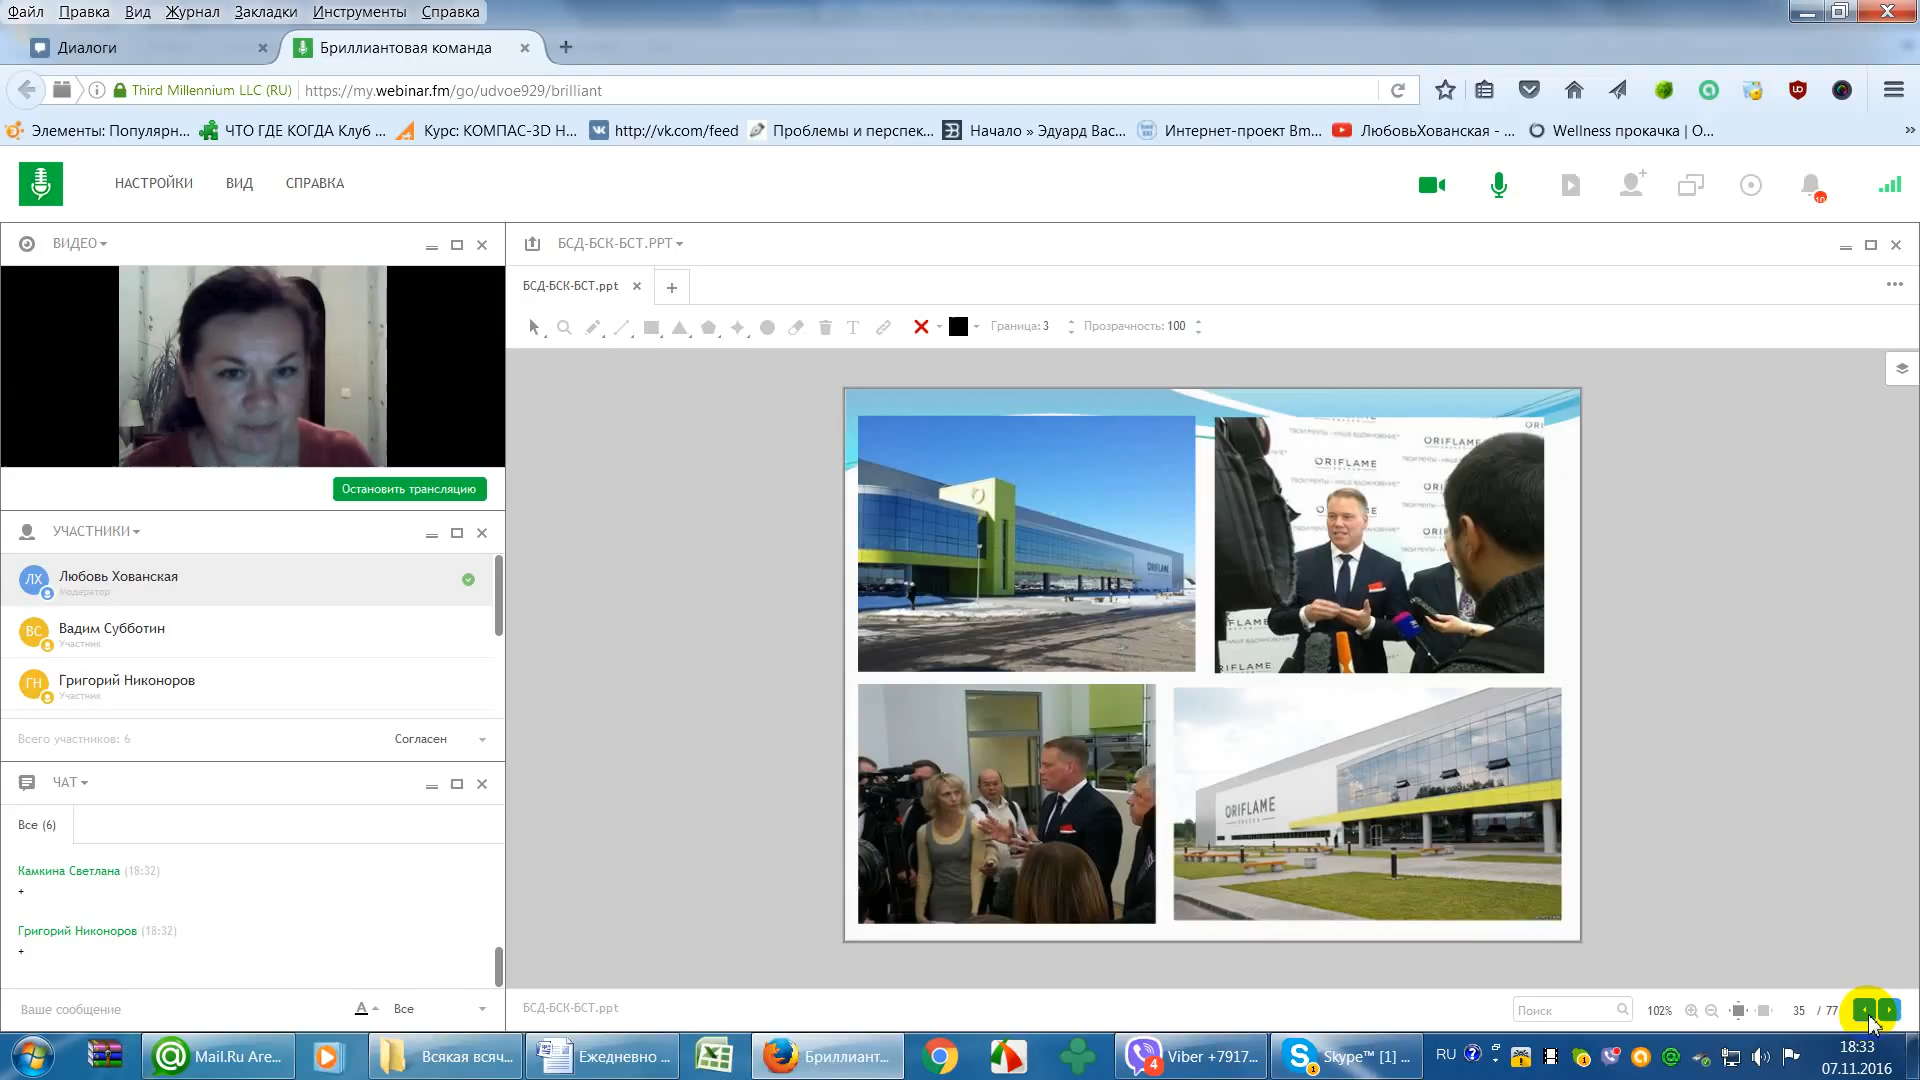 Файл Правка Вид Журнал Закладки Инструменты Справка
Диалоги
Бриллиантовая команда
Third Millennium LLC (RU)
https://my.webinar.fm/go/udvoe929/brilliant
Элементы: Популярн...
ЧТО ГДЕ КОГДА Клуб ...
Курс: КОМПАС-3D Н...
http://vk.com/feed
Проблемы и перспек...
Начало » Эдуард Вас...
Интернет-проект Вm...
ЛюбовьХованская - ...
Wellness прокачка | О...
НАСТРОЙКИ ВИД СПРАВКА
10
ВИДЕО
Остановить трансляцию
УЧАСТНИКИ
ЛХ
Любовь Хованская
Модератор
ВС
Вадим Субботин
Участник
ГН
Григорий Никоноров
Участник
Всего участников: 6
Согласен
ЧАТ
Все (6)
Камкина Светлана (18:32)
+
Григорий Никоноров (18:32)
+
Ваше сообщение
А
Все
БСД-БСК-БСТ.PPT
БСД-БСК-БСТ.ppt
Граница: 3
Прозрачность: 100
ORIFLAME
ORIFLAME
ORIFLAME
ORIFLAME
SWEDEN
БСД-БСК-БСТ.ppt
Поиск
102%
35 / 77
Mail.Ru Аге...
Всякая всяч...
Ежедневно ...
Бриллиант...
4
Viber +7917...
1
Skype™ [1] ...
RU
18:33
07.11.2016